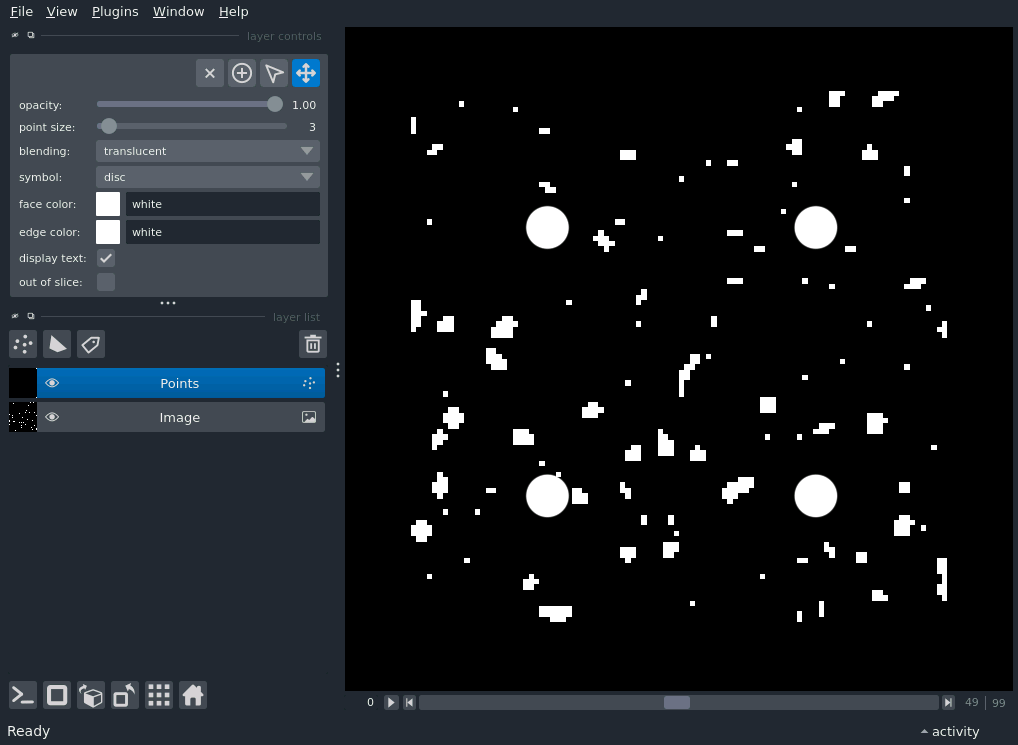 File View Plugins Window Help
layer controls
opacity: 1.00
point size: 3
blending: translucent
symbol: disc
face color: white
edge color: white
display text:
out of slice:
layer list
Points
Image
0 49 99
Ready activity